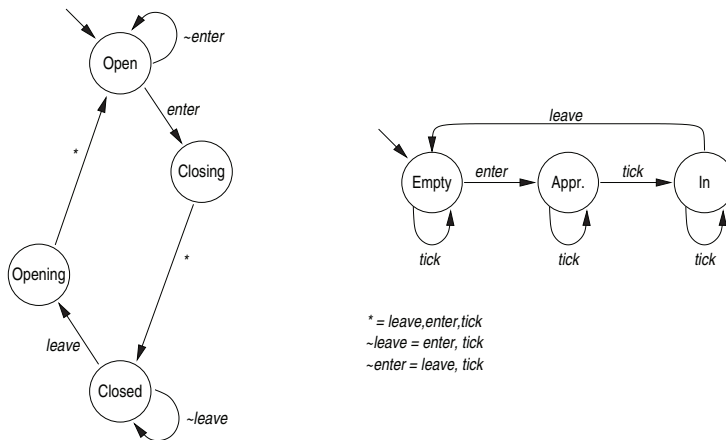 Open
~enter
enter
Closing
*
*
Opening
leave
Closed
~leave
leave
Empty
enter
Appr.
tick
In
tick
tick
tick
* = leave,enter,tick
~leave = enter, tick
~enter = leave, tick